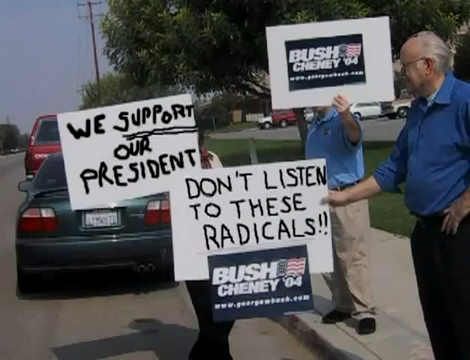 BUSH
CHENEY '04
www.georgewbush.com
WE SUPPORT
OUR
PRESIDENT
DON'T LISTEN
TO THESE
RADICALS!!
BUSH
CHENEY '04
www.georgewbush.com